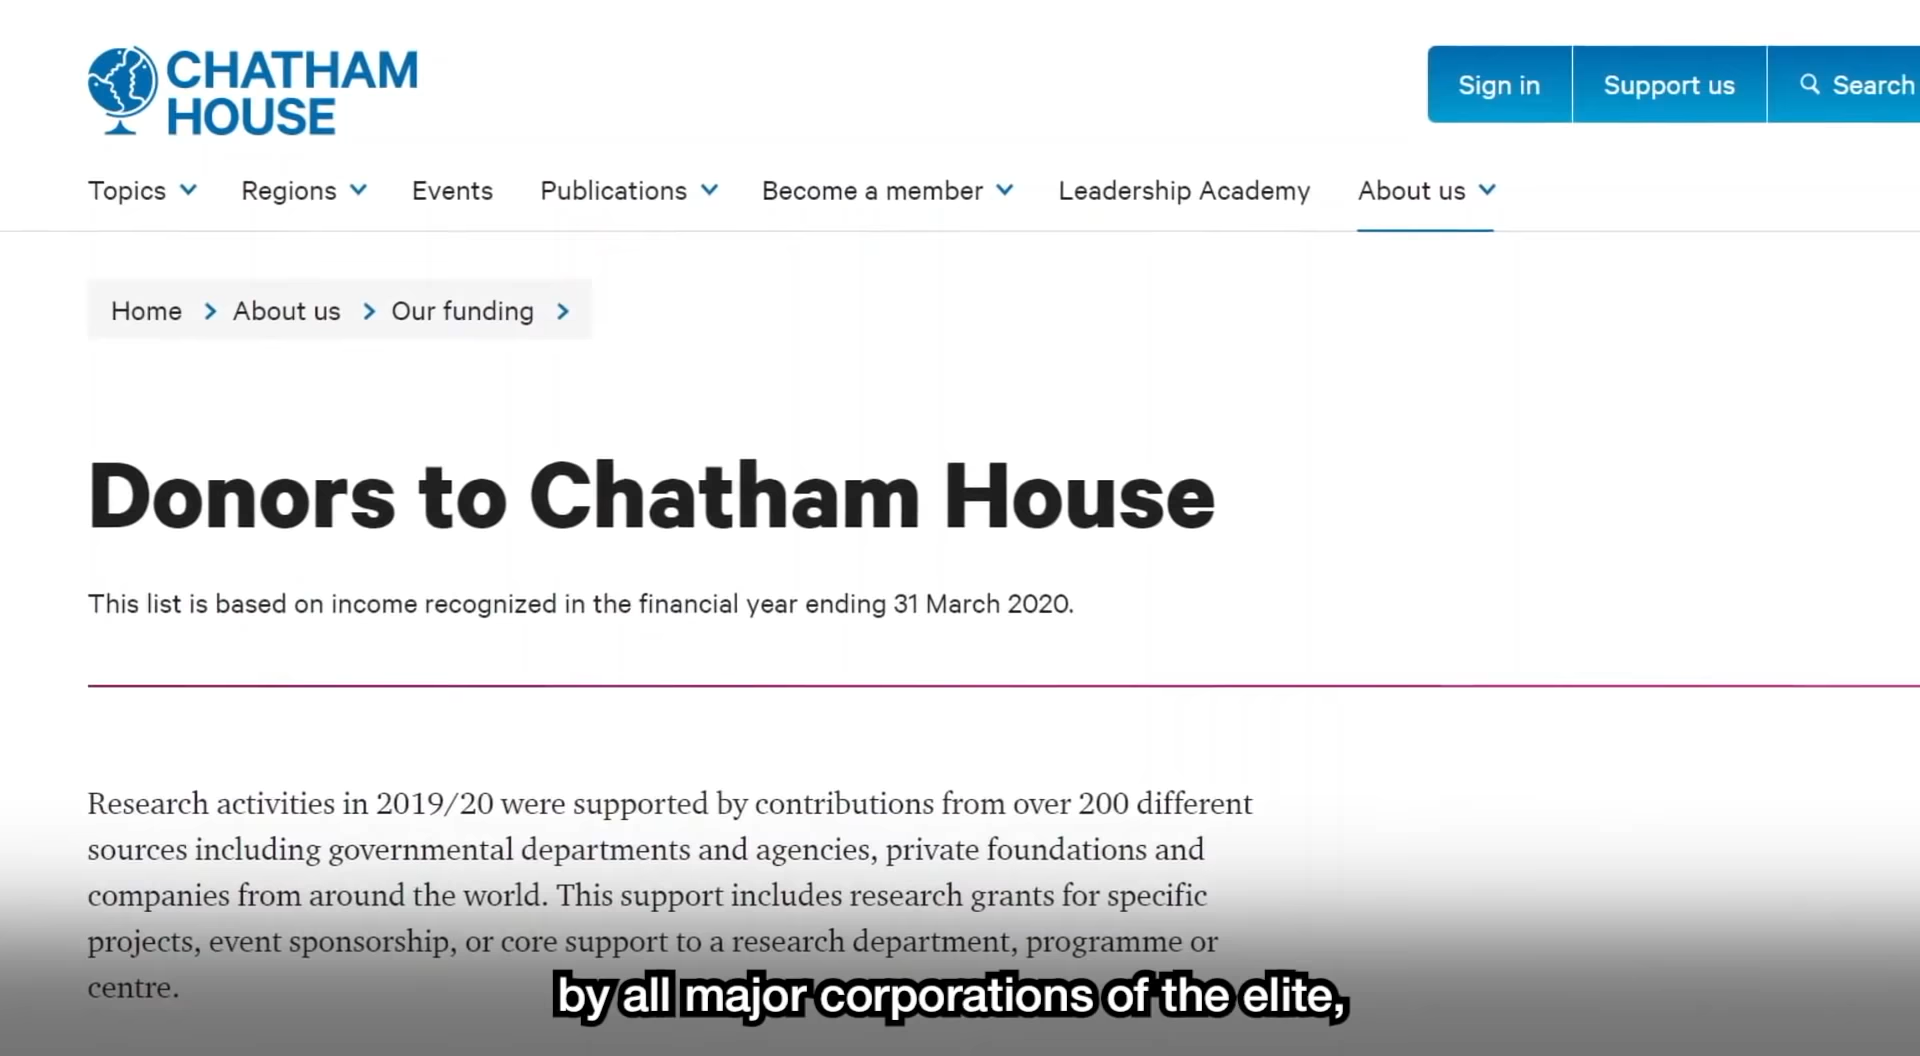 CHATHAM
HOUSE
Sign in
Support us
Search
Topics
Regions
Events
Publications
Become a member
Leadership Academy
About us
Home
About us
Our funding
Donors to Chatham House
This list is based on income recognized in the financial year ending 31 March 2020.
Research activities in 2019/20 were supported by contributions from over 200 different
sources including governmental departments and agencies, private foundations and
companies from around the world. This support includes research grants for specific
projects, event sponsorship, or core support to a research department, programme or
centre.
by all major corporations of the elite,